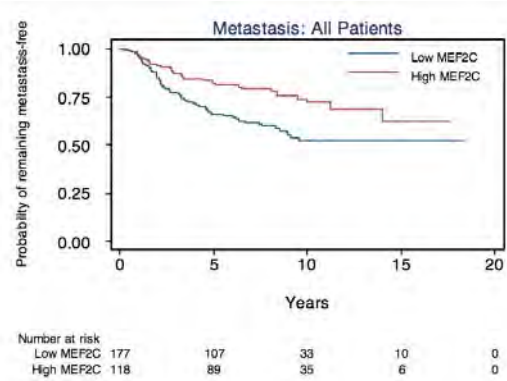 Metastasis: All Patients
Probability of remaining metastasis-free
1.00
0.75
0.50
0.25
0.00
Low MEF2C
High MEF2C
0 5 10 15 20
Years
Number at risk
Low MEF2C 177 107 33 10 0
High MEF2C 118 89 35 6 0